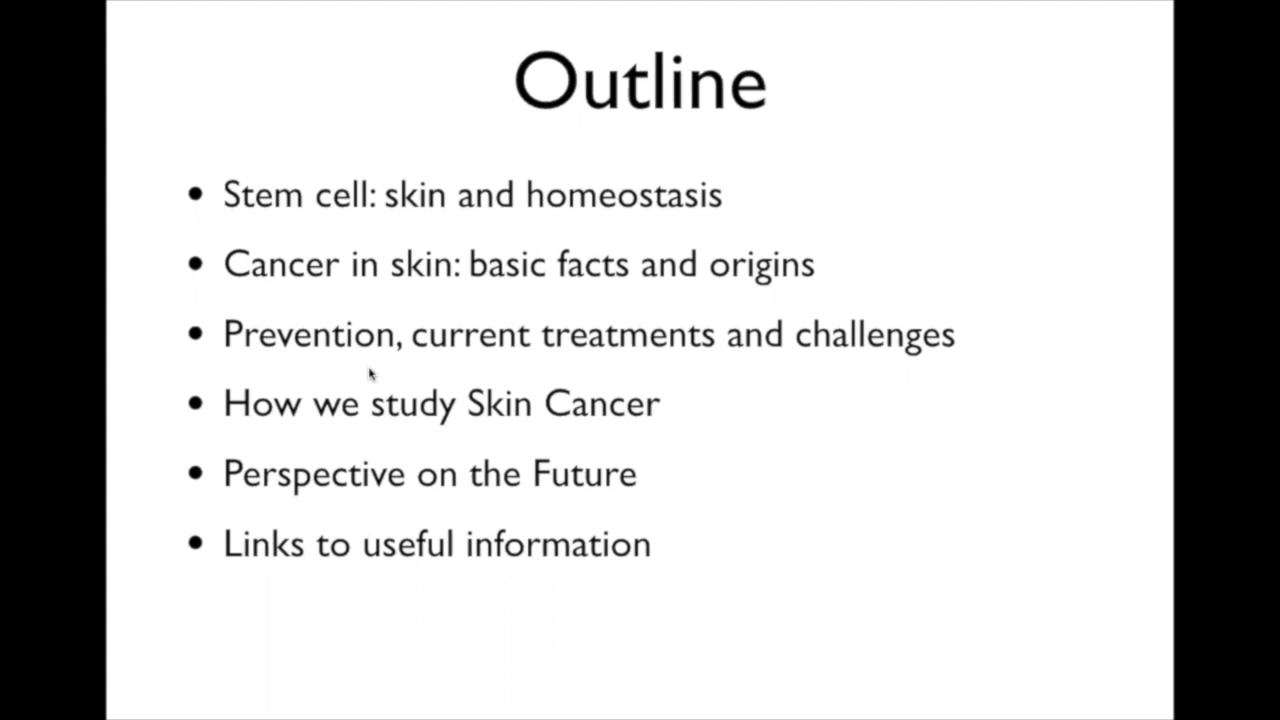 Outline
• Stem cell: skin and homeostasis
• Cancer in skin: basic facts and origins
• Prevention, current treatments and challenges
• How we study Skin Cancer
• Perspective on the Future
• Links to useful information